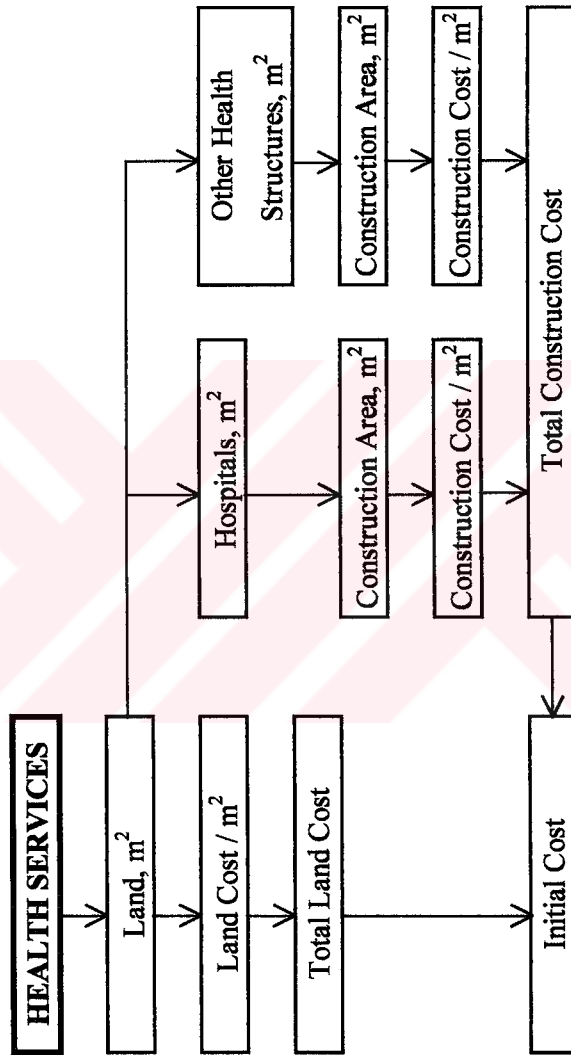 HEALTH SERVICES
Land, m²
Land Cost / m²
Total Land Cost
Initial Cost
Hospitals, m²
Construction Area, m²
Construction Cost / m²
Other Health
Structures, m²
Construction Area, m²
Construction Cost / m²
Total Construction Cost